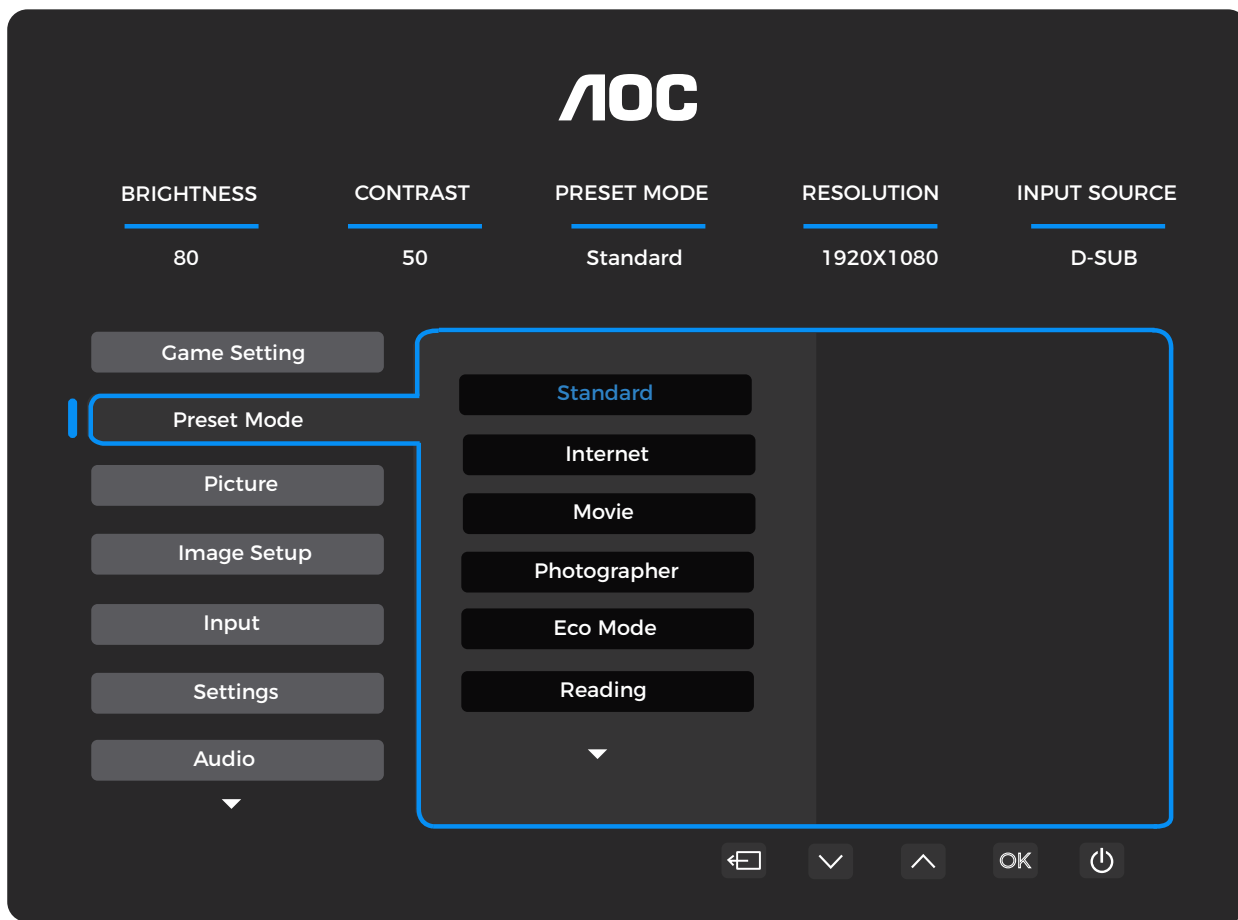 AOC
BRIGHTNESS CONTRAST PRESET MODE RESOLUTION INPUT SOURCE
80 50 Standard 1920X1080 D-SUB
Game Setting
Preset Mode
Picture
Image Setup
Input
Settings
Audio
Standard
Internet
Movie
Photographer
Eco Mode
Reading
OK